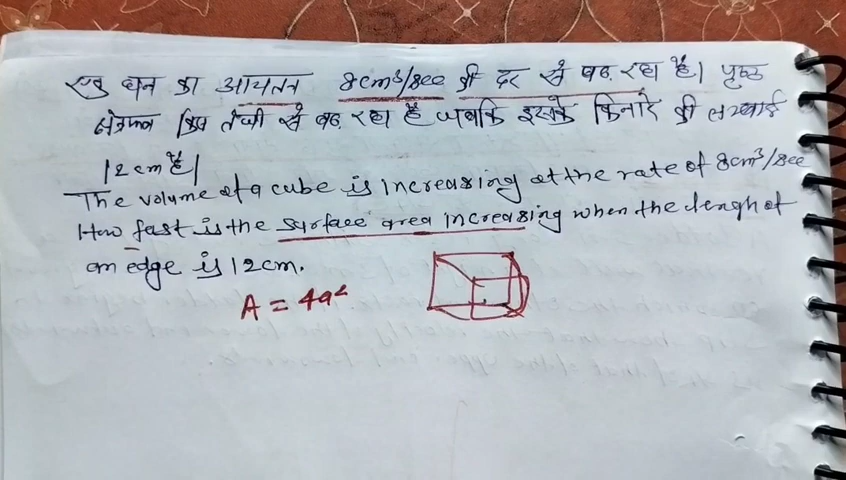 एक घन का आयतन 8cm³/sec की दर से बढ़ रहा है। पृष्ठ
क्षेत्रफल किस तेजी से बढ़ रहा है जबकि इसके किनारे की लम्बाई
12cm है।
The volume of a cube is increasing at the rate of 8cm³/sec
How fast is the surface area increasing when the lengh of
an edge is 12cm.
A = 4a²